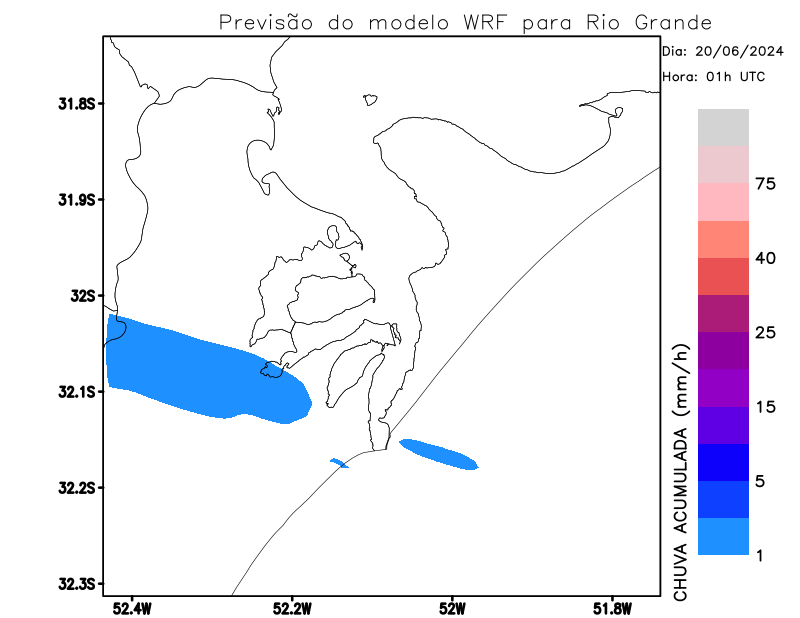 Previsão do modelo WRF para Rio Grande
Dia: 20/06/2024
Hora: 01h UTC
31.8S
31.9S
32S
32.1S
32.2S
32.3S
52.4W
52.2W
52W
51.8W
75
40
25
15
5
1
CHUVA ACUMULADA (mm/h)